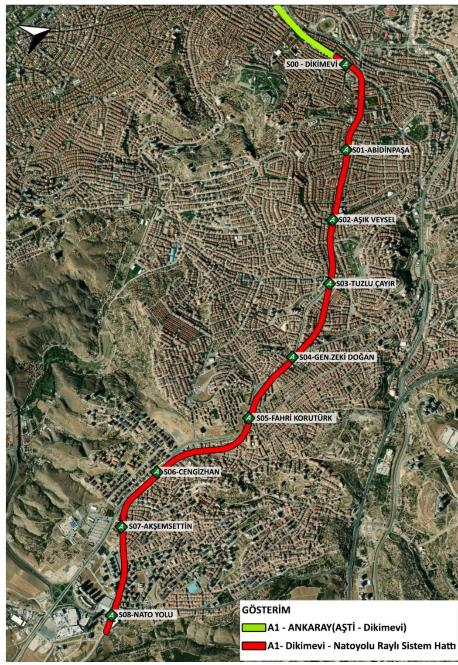 S00 - DİKİMEVİ
S01-ABİDİNPAŞA
S02-AŞIK VEYSEL
S03-TUZLU ÇAYIR
S04-GEN.ZEKİ DOĞAN
S05-FAHRİ KORUTÜRK
S06-CENGİZHAN
S07-AKŞEMSETTİN
S08-NATO YOLU
GÖSTERİM
A1 - ANKARAY(AŞTİ - Dikimevi)
A1- Dikimevi - Natoyolu Raylı Sistem Hattı